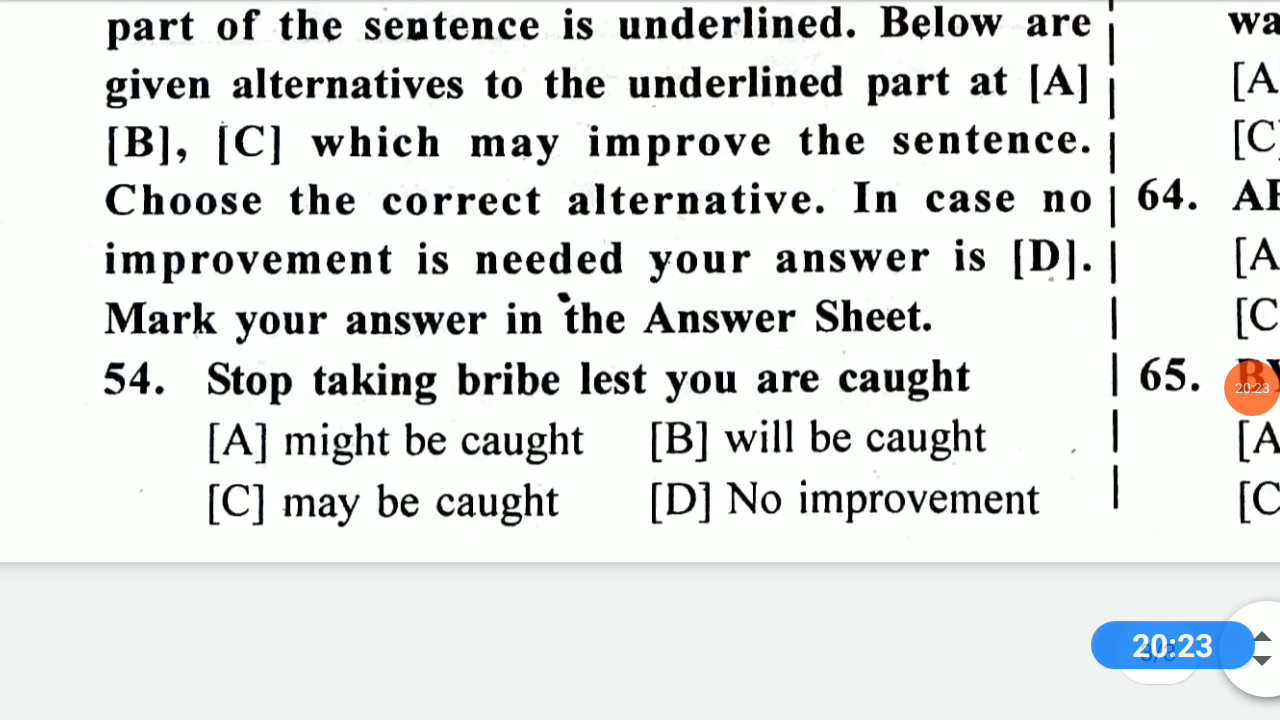 part of the sentence is underlined. Below are
given alternatives to the underlined part at [A]
[B], [C] which may improve the sentence.
Choose the correct alternative. In case no
improvement is needed your answer is [D].
Mark your answer in the Answer Sheet.
54. Stop taking bribe lest you are caught
[A] might be caught [B] will be caught
[C] may be caught [D] No improvement
wa
[A
[C]
64. AF
[A
[C
65. BY
[A
[C
20:23
20:23